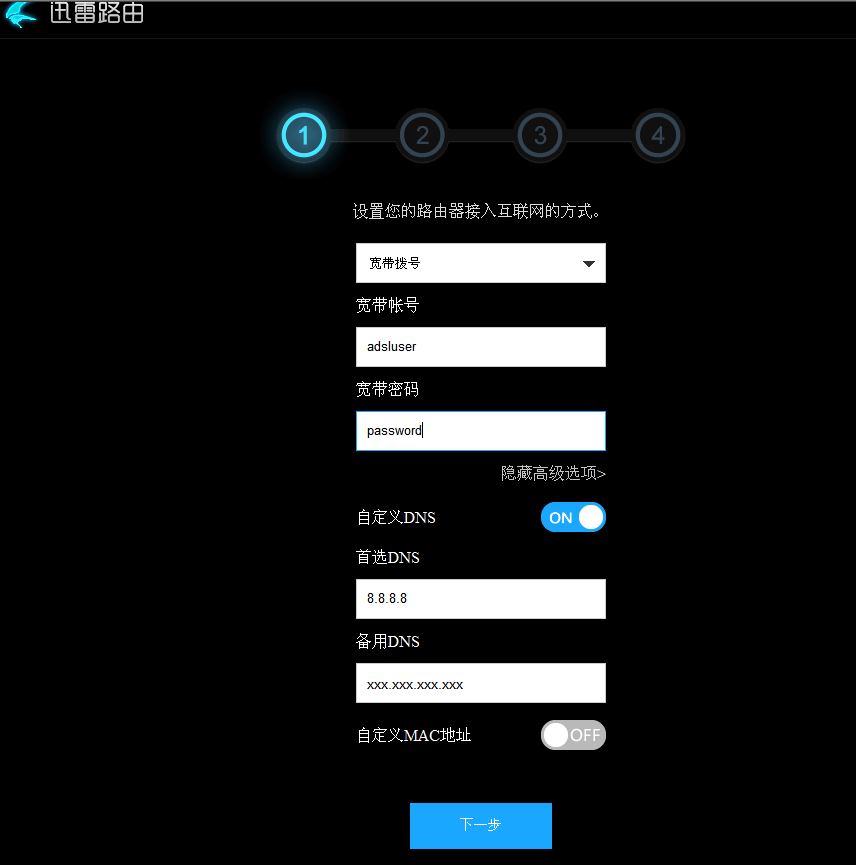 迅雷路由
1
2
3
4
设置您的路由器接入互联网的方式。
宽带拨号
宽带帐号
adsluser
宽带密码
password
隐藏高级选项>
自定义DNS
ON
首选DNS
8.8.8.8
备用DNS
xxx.xxx.xxx.xxx
自定义MAC地址
OFF
下一步